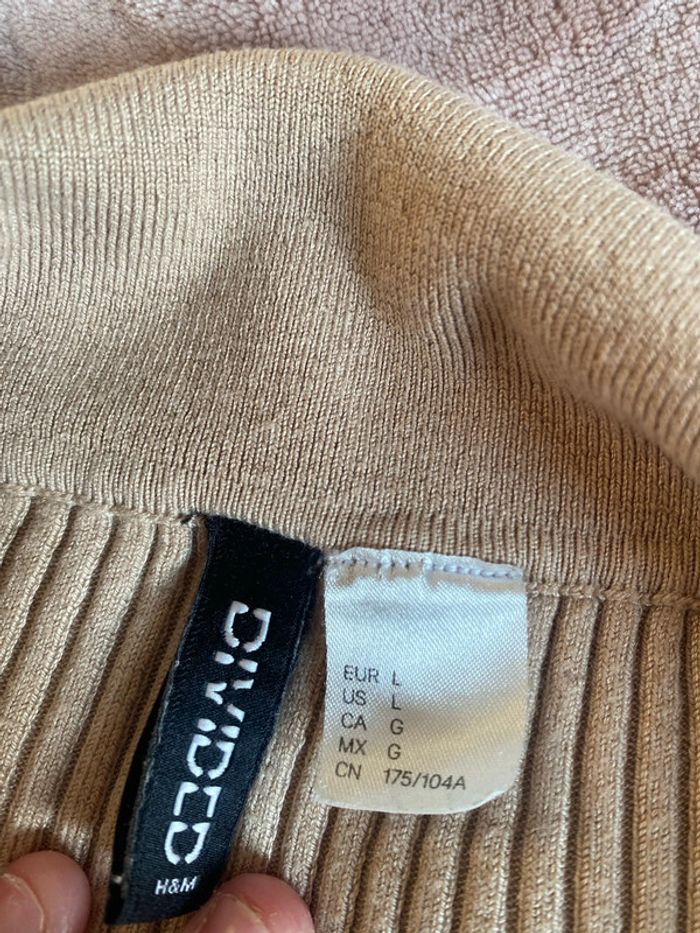 DIVIDED
H&M
EUR L
US L
CA G
MX G
CN 175/104A